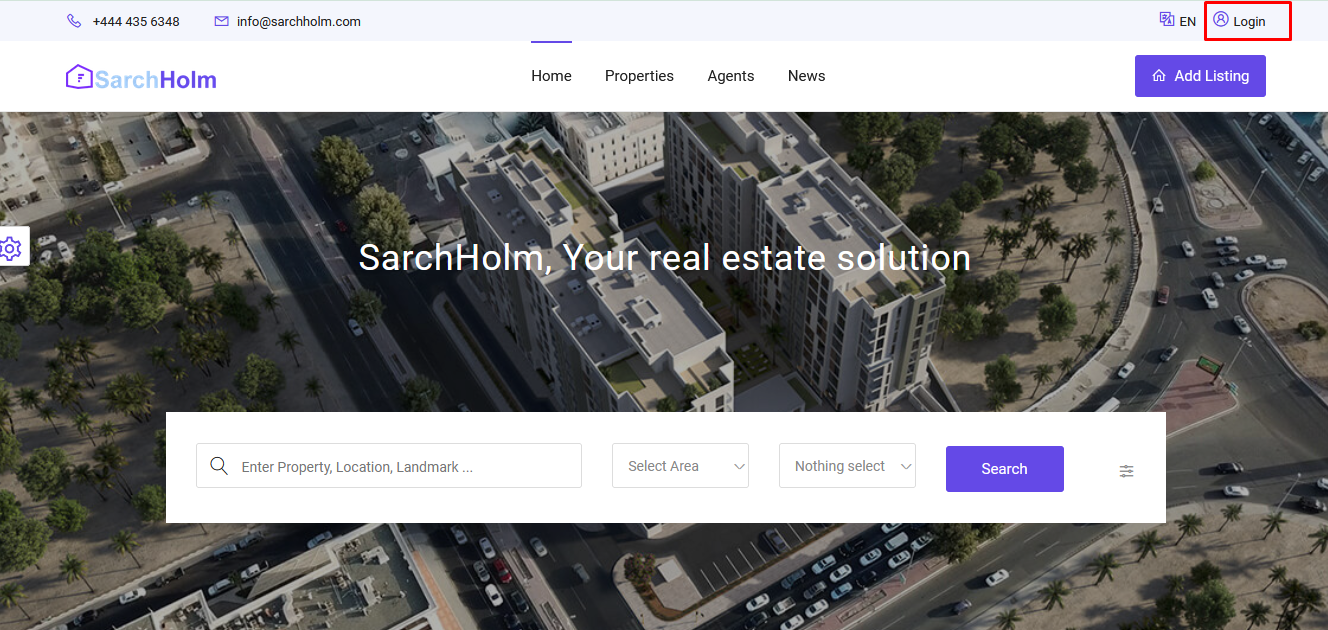 +444 435 6348 info@sarchholm.com EN Login
SarchHolm Home Properties Agents News Add Listing
SarchHolm, Your real estate solution
Enter Property, Location, Landmark ... Select Area Nothing select Search